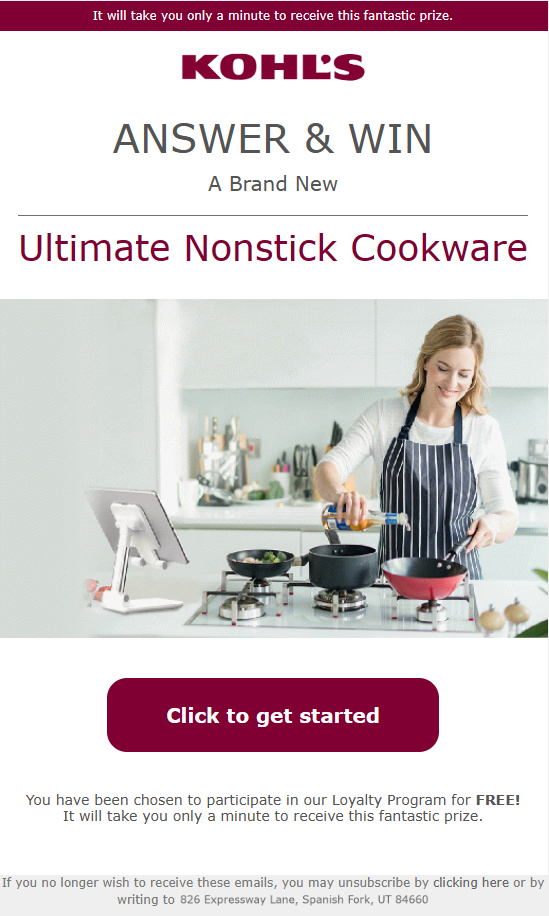 It will take you only a minute to receive this fantastic prize.
KOHL'S
ANSWER & WIN
A Brand New
Ultimate Nonstick Cookware
Click to get started
You have been chosen to participate in our Loyalty Program for FREE!
It will take you only a minute to receive this fantastic prize.
If you no longer wish to receive these emails, you may unsubscribe by clicking here or by
writing to 826 Expressway Lane, Spanish Fork, UT 84660